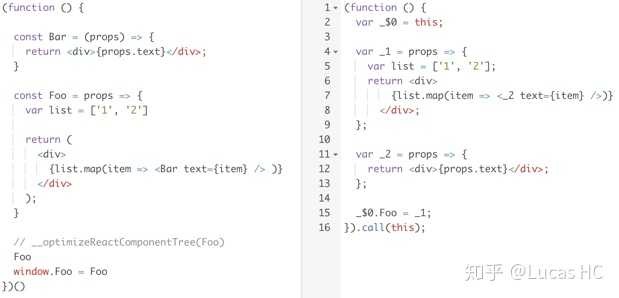 (function () {
const Bar = (props) => {
return <div>{props.text}</div>;
}
const Foo = props => {
var list = ['1', '2']
return (
<div>
{list.map(item => <Bar text={item} /> )}
</div>
);
}
// __optimizeReactComponentTree(Foo)
Foo
window.Foo = Foo
})()
1 (function () {
2 var _$0 = this;
3
4 var _1 = props => {
5 var list = ['1', '2'];
6 return <div>
7 {list.map(item => <_2 text={item} />)}
8 </div>;
9 };
10
11 var _2 = props => {
12 return <div>{props.text}</div>;
13 };
14
15 _$0.Foo = _1;
16 }).call(this);
知乎 @Lucas HC